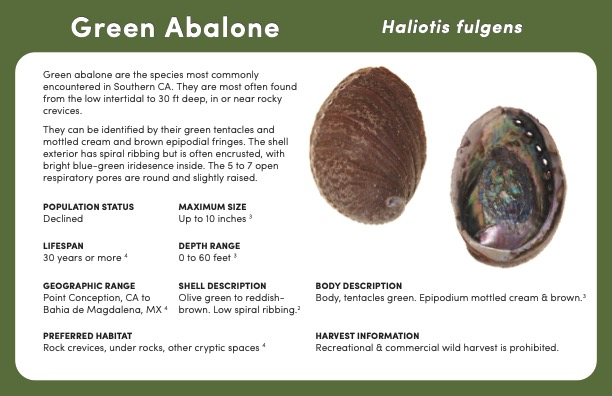 Green Abalone
Haliotis fulgens
Green abalone are the species most commonly
encountered in Southern CA. They are most often found
from the low intertidal to 30 ft deep, in or near rocky
crevices.
They can be identified by their green tentacles and
mottled cream and brown epipodial fringes. The shell
exterior has spiral ribbing but is often encrusted, with
bright blue-green iridesence inside. The 5 to 7 open
respiratory pores are round and slightly raised.
POPULATION STATUS
Declined
MAXIMUM SIZE
Up to 10 inches ³
LIFESPAN
30 years or more ⁴
DEPTH RANGE
0 to 60 feet ³
GEOGRAPHIC RANGE
Point Conception, CA to
Bahia de Magdalena, MX ⁴
SHELL DESCRIPTION
Olive green to reddish-
brown. Low spiral ribbing.²
BODY DESCRIPTION
Body, tentacles green. Epipodium mottled cream & brown.³
PREFERRED HABITAT
Rock crevices, under rocks, other cryptic spaces ⁴
HARVEST INFORMATION
Recreational & commercial wild harvest is prohibited.